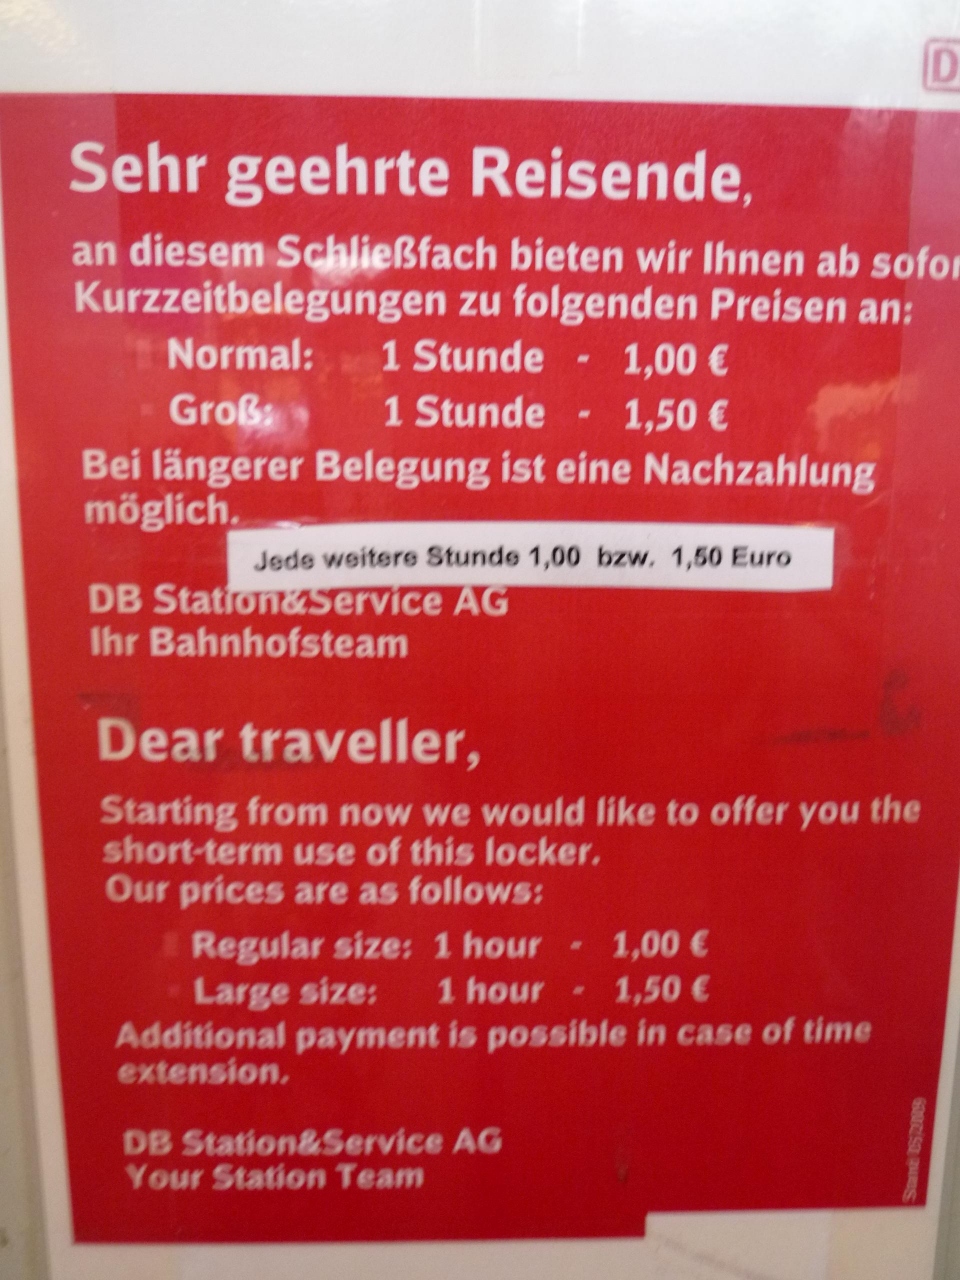 Sehr geehrte Reisende,
an diesem Schließfach bieten wir Ihnen ab
Kurzzeitbelegungen zu folgenden Preisen an:
Normal: 1 Stunde - 1,00 €
Groß: 1 Stunde - 1,50 €
Bei längerer Belegung ist eine Nachzahlung
möglich.
Jede weitere Stunde 1,00 bzw. 1,50 Euro
DB Station&Service AG
Ihr Bahnhofsteam
Dear traveller,
Starting from now we would like to offer you the
short-term use of this locker.
Our prices are as follows:
Regular size: 1 hour - 1,00 €
Large size: 1 hour - 1,50 €
Additional payment is possible in case of time
extension.
DB Station&Service AG
Your Station Team